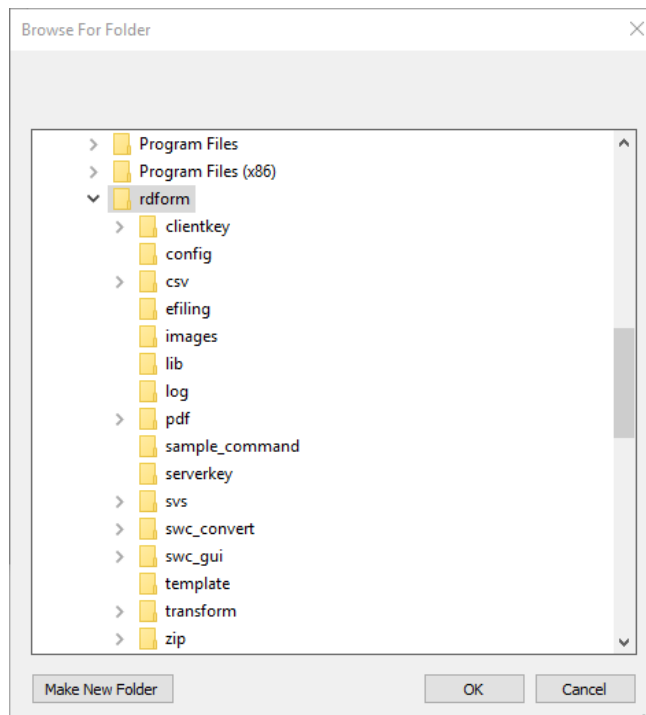 Browse For Folder
Program Files
Program Files (x86)
rdform
clientkey
config
csv
efiling
images
lib
log
pdf
sample_command
serverkey
svs
swc_convert
swc_gui
template
transform
zip
Make New Folder
OK
Cancel